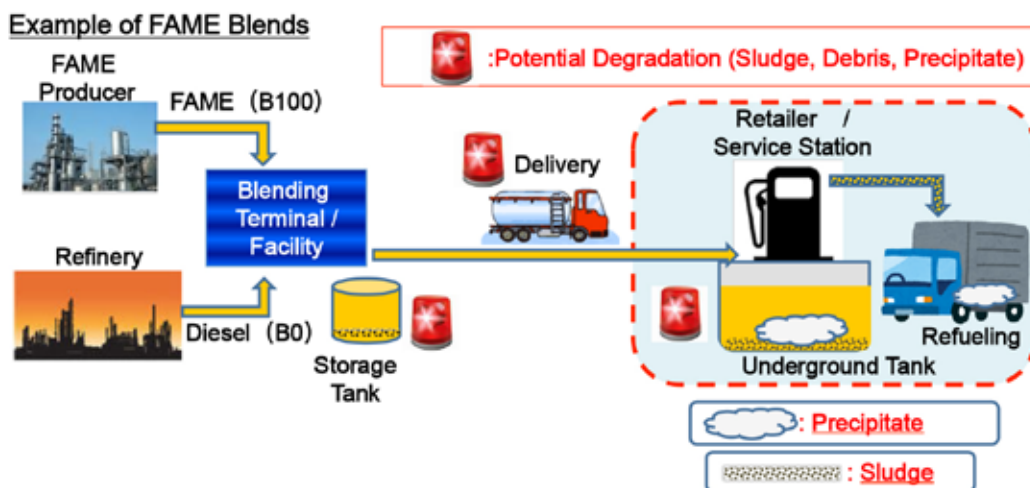 Example of FAME Blends
FAME
Producer
FAME (B100)
Blending
Terminal /
Facility
Refinery
Diesel (B0)
Storage
Tank
:Potential Degradation (Sludge, Debris, Precipitate)
Delivery
Retailer /
Service Station
Refueling
Underground Tank
: Precipitate
: Sludge